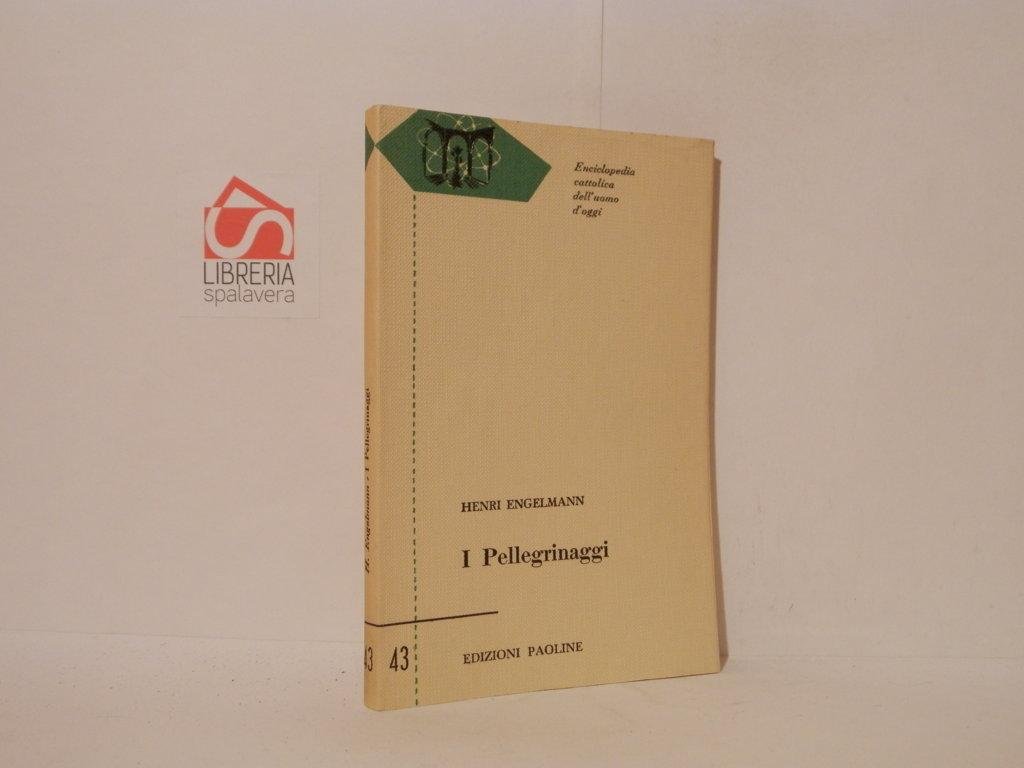 LIBRERIA
spalavera
Enciclopedia
cattolica
dell'uomo
d'oggi
HENRI ENGELMANN
I Pellegrinaggi
EDIZIONI PAOLINE
43
H. Engelmann - I Pellegrinaggi
43